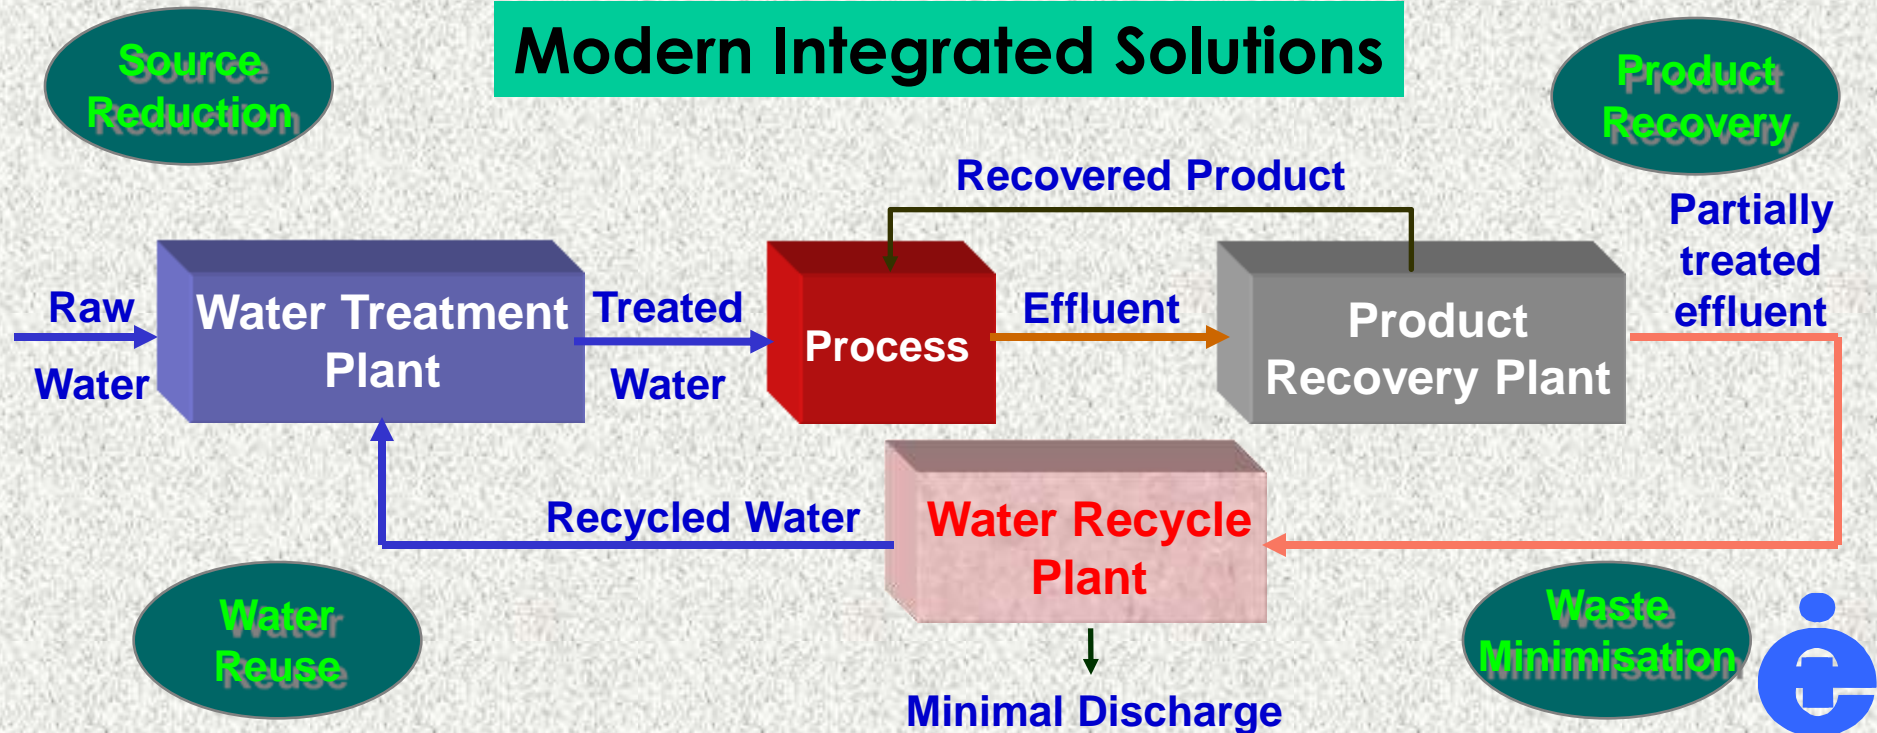 Modern Integrated Solutions
Source
Reduction
Product
Recovery
Recovered Product
Partially
treated
effluent
Raw
Water
Water Treatment
Plant
Treated
Water
Process
Effluent
Product
Recovery Plant
Recycled Water
Water Recycle
Plant
Water
Reuse
Waste
Minimisation
Minimal Discharge